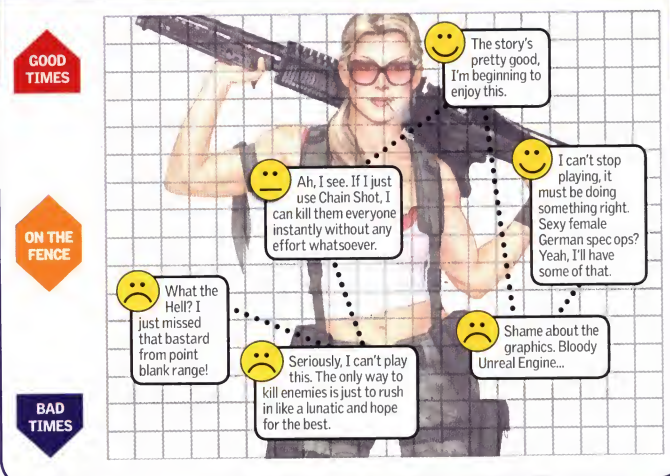 GOOD
TIMES
The story's
pretty good,
I'm beginning to
enjoy this.
I can't stop
playing, it
must be doing
something right.
Sexy female
German spec ops?
Yeah, I'll have
some of that.
Ah, I see. If I just
use Chain Shot, I
can kill them everyone
instantly without any
effort whatsoever.
ON THE
FENCE
What the
Hell? I
just missed
that bastard
from point
blank range!
Shame about the
graphics. Bloody
Unreal Engine...
Seriously, I can't play
this. The only way to
kill enemies is just to rush
in like a lunatic and hope
for the best.
BAD
TIMES